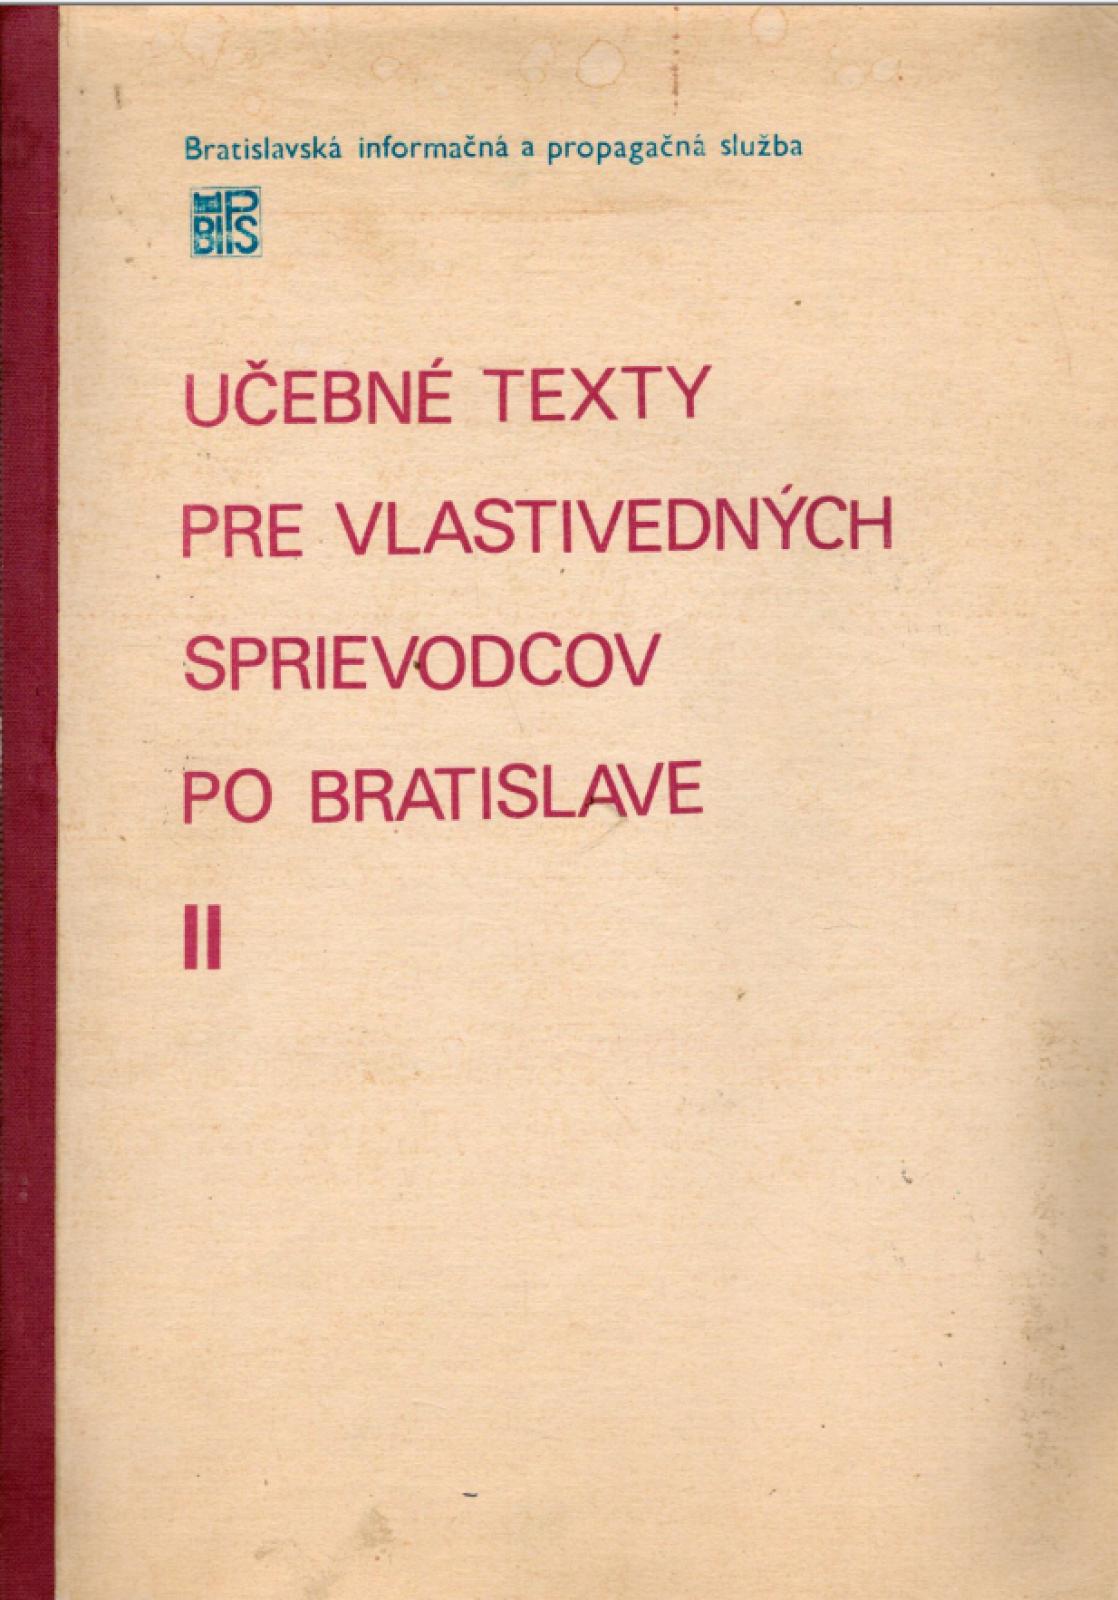 Bratislavská informačná a propagačná služba
BIPS
UČEBNÉ TEXTY
PRE VLASTIVEDNÝCH
SPRIEVODCOV
PO BRATISLAVE
II